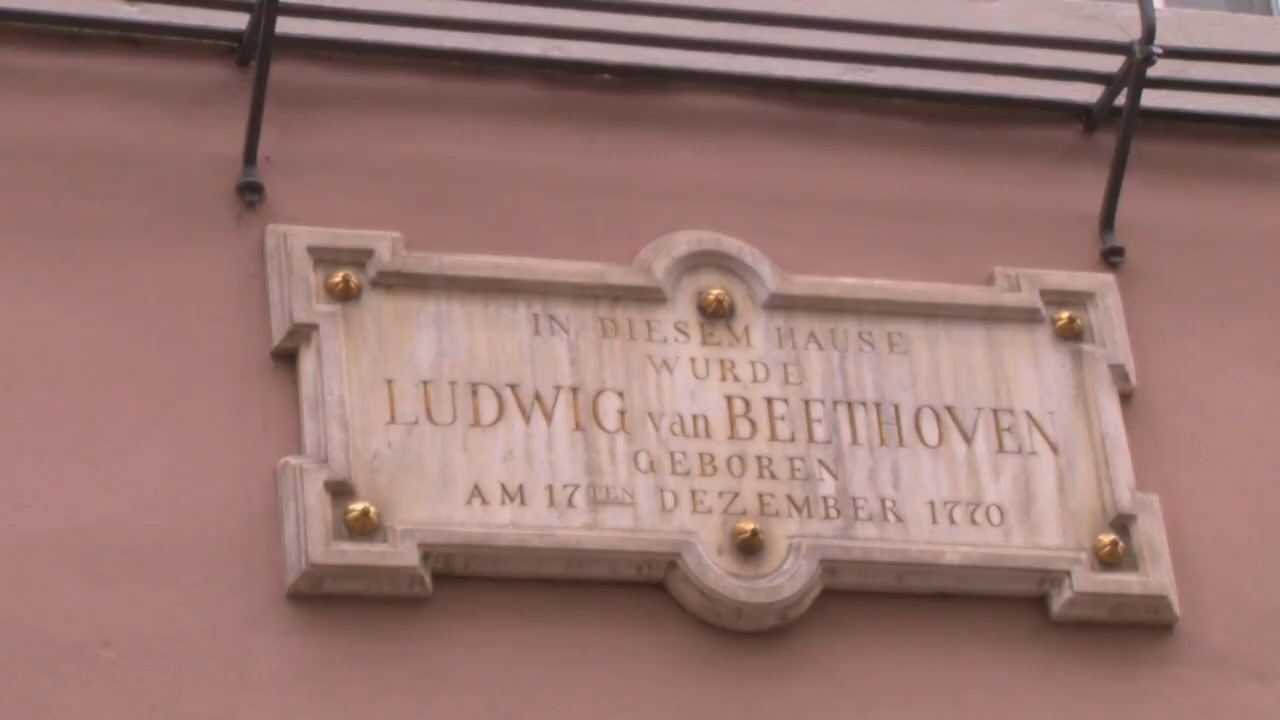 IN DIESEM HAUSE
WURDE
LUDWIG van BEETHOVEN
GEBOREN
AM 17TEN DEZEMBER 1770